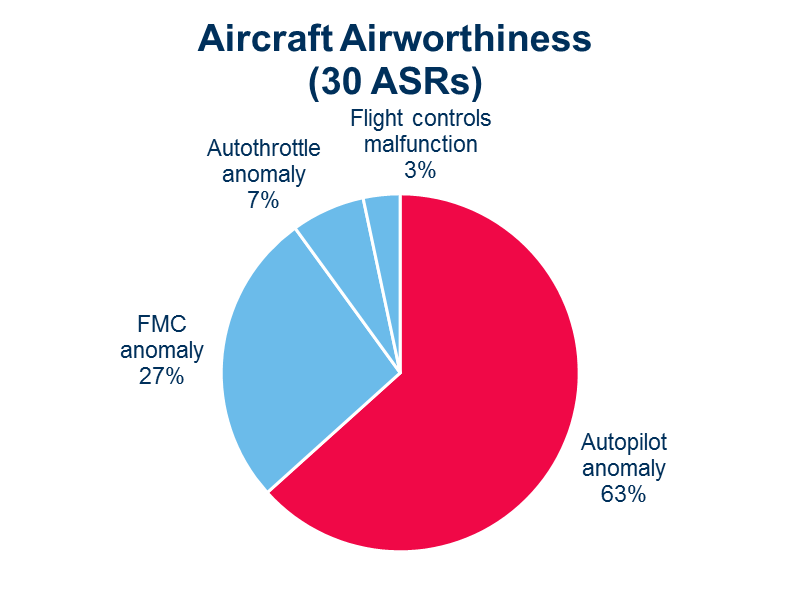 Aircraft Airworthiness
(30 ASRs)
Flight controls
malfunction
3%
Autothrottle
anomaly
7%
FMC
anomaly
27%
Autopilot
anomaly
63%